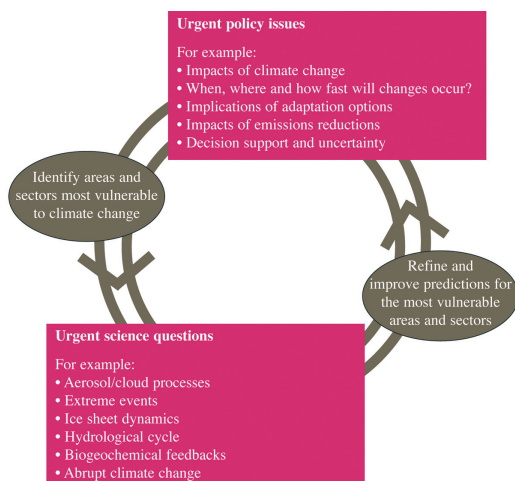 Urgent policy issues
For example:
• Impacts of climate change
• When, where and how fast will changes occur?
• Implications of adaptation options
• Impacts of emissions reductions
• Decision support and uncertainty
Identify areas and
sectors most vulnerable
to climate change
Refine and
improve predictions for
the most vulnerable
areas and sectors
Urgent science questions
For example:
• Aerosol/cloud processes
• Extreme events
• Ice sheet dynamics
• Hydrological cycle
• Biogeochemical feedbacks
• Abrupt climate change